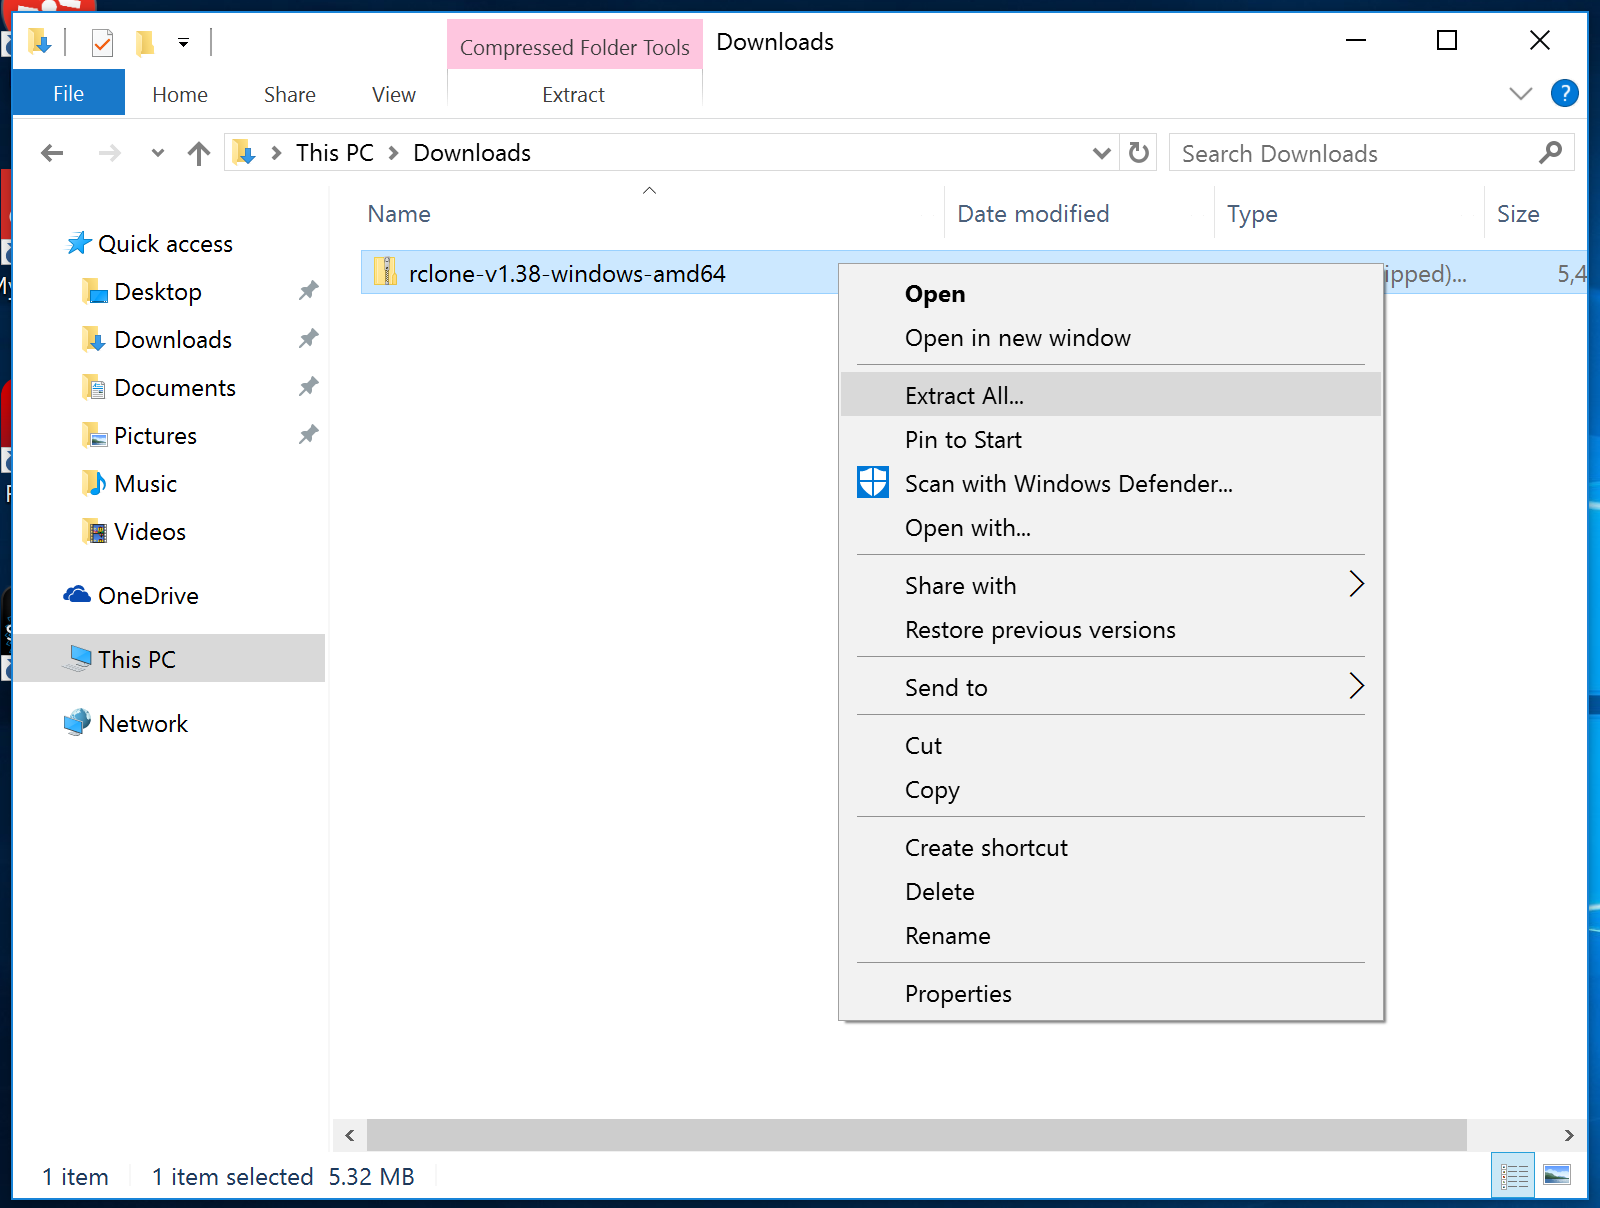 Compressed Folder Tools
Downloads
File
Home
Share
View
Extract
?
This PC
Downloads
Search Downloads
Name
Date modified
Type
Size
Quick access
Desktop
Downloads
Documents
Pictures
Music
Videos
OneDrive
This PC
Network
rclone-v1.38-windows-amd64
ipped)...
5,4
Open
Open in new window
Extract All...
Pin to Start
Scan with Windows Defender...
Open with...
Share with
Restore previous versions
Send to
Cut
Copy
Create shortcut
Delete
Rename
Properties
1 item
1 item selected 5.32 MB